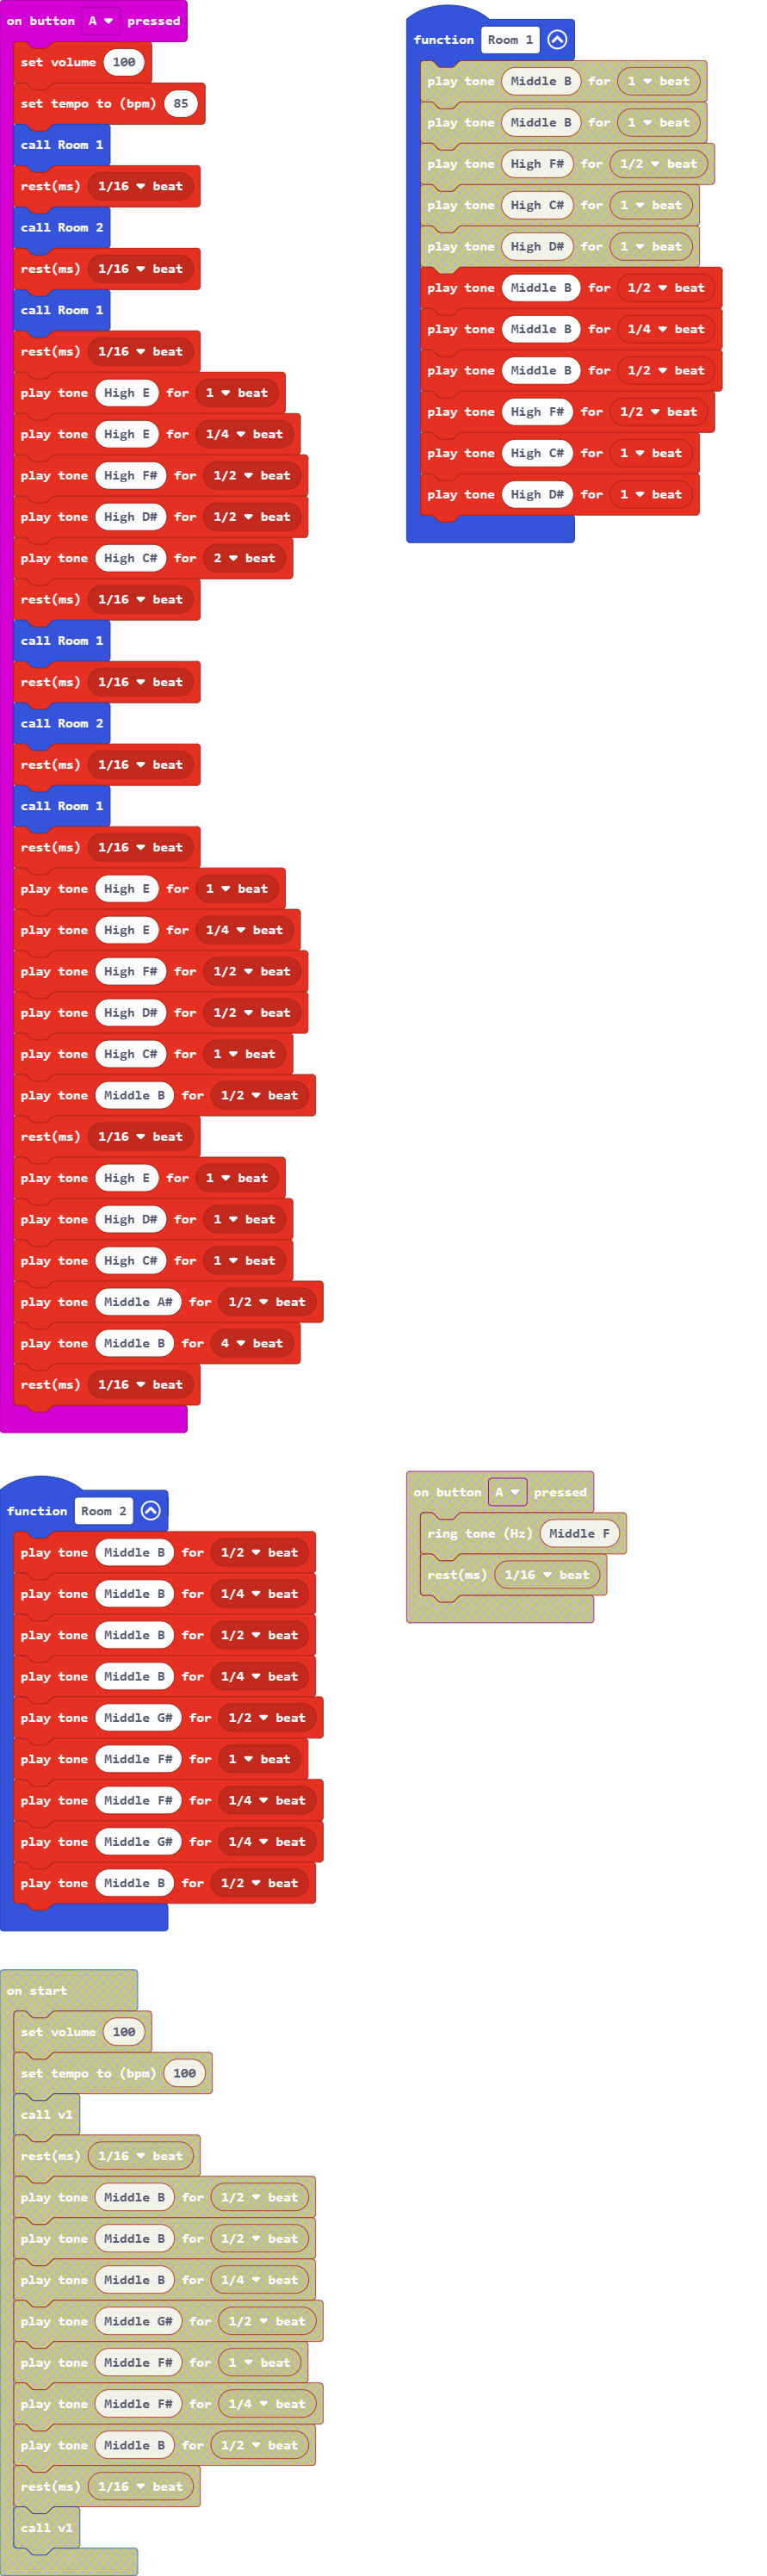 on button A pressed
set volume 100
set tempo to (bpm) 85
call Room 1
rest(ms) 1/16 beat
call Room 2
rest(ms) 1/16 beat
call Room 1
rest(ms) 1/16 beat
play tone High E for 1 beat
play tone High E for 1/4 beat
play tone High F# for 1/2 beat
play tone High D# for 1/2 beat
play tone High C# for 2 beat
rest(ms) 1/16 beat
call Room 1
rest(ms) 1/16 beat
call Room 2
rest(ms) 1/16 beat
call Room 1
rest(ms) 1/16 beat
play tone High E for 1 beat
play tone High E for 1/4 beat
play tone High F# for 1/2 beat
play tone High D# for 1/2 beat
play tone High C# for 1 beat
play tone Middle B for 1/2 beat
rest(ms) 1/16 beat
play tone High E for 1 beat
play tone High D# for 1 beat
play tone High C# for 1 beat
play tone Middle A# for 1/2 beat
play tone Middle B for 4 beat
rest(ms) 1/16 beat
function Room 1
play tone Middle B for 1 beat
play tone Middle B for 1 beat
play tone High F# for 1/2 beat
play tone High C# for 1 beat
play tone High D# for 1 beat
play tone Middle B for 1/2 beat
play tone Middle B for 1/4 beat
play tone Middle B for 1/2 beat
play tone High F# for 1/2 beat
play tone High C# for 1 beat
play tone High D# for 1 beat
function Room 2
play tone Middle B for 1/2 beat
play tone Middle B for 1/4 beat
play tone Middle B for 1/2 beat
play tone Middle B for 1/4 beat
play tone Middle G# for 1/2 beat
play tone Middle F# for 1 beat
play tone Middle F# for 1/4 beat
play tone Middle G# for 1/4 beat
play tone Middle B for 1/2 beat
on button A pressed
ring tone (Hz) Middle F
rest(ms) 1/16 beat
on start
set volume 100
set tempo to (bpm) 100
call v1
rest(ms) 1/16 beat
play tone Middle B for 1/2 beat
play tone Middle B for 1/2 beat
play tone Middle B for 1/4 beat
play tone Middle G# for 1/2 beat
play tone Middle F# for 1 beat
play tone Middle F# for 1/4 beat
play tone Middle B for 1/2 beat
rest(ms) 1/16 beat
call v1